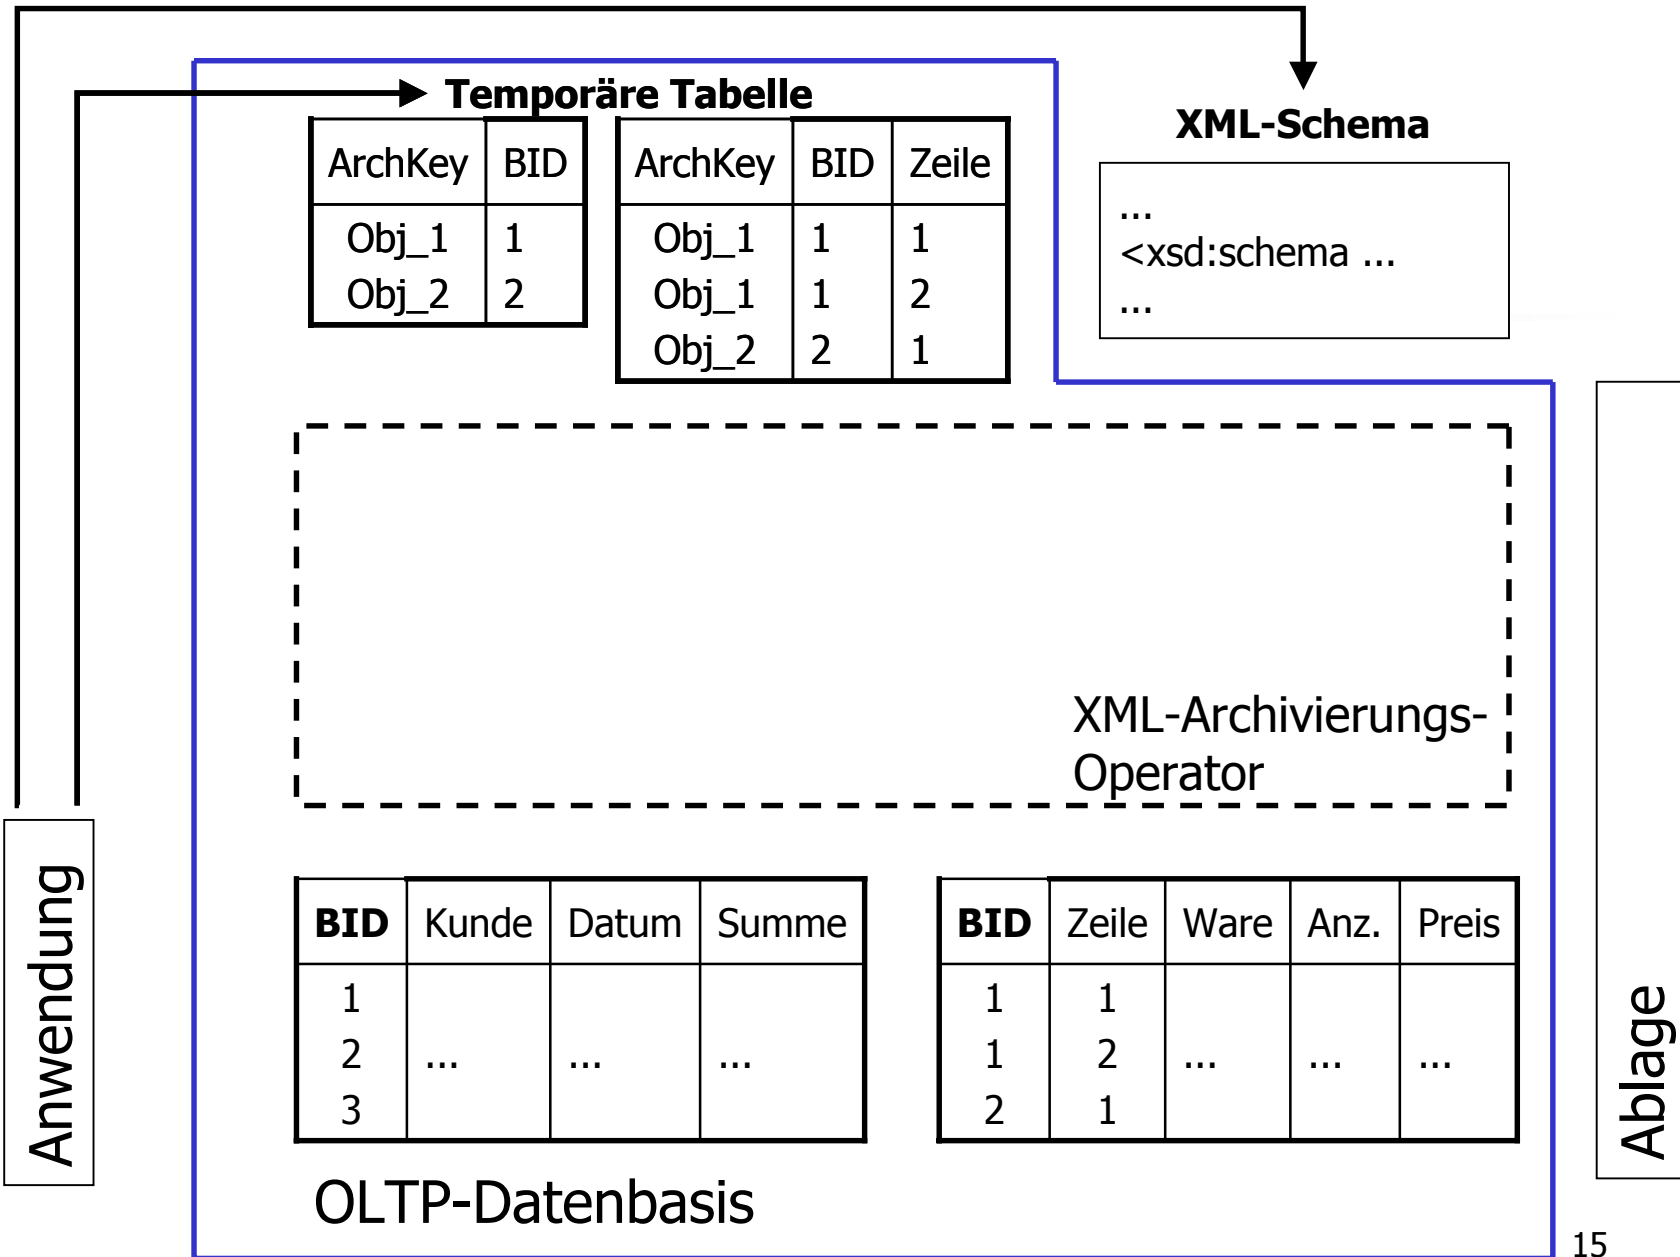 Temporäre Tabelle
ArchKey BID
Obj_1 1
Obj_2 2
ArchKey BID Zeile
Obj_1 1 1
Obj_1 1 2
Obj_2 2 1
XML-Schema
...
<xsd:schema ...
...
XML-Archivierungs-
Operator
Anwendung
BID Kunde Datum Summe
1
2 ... ... ...
3
BID Zeile Ware Anz. Preis
1 1
1 2 ... ... ...
2 1
OLTP-Datenbasis
Ablage
15